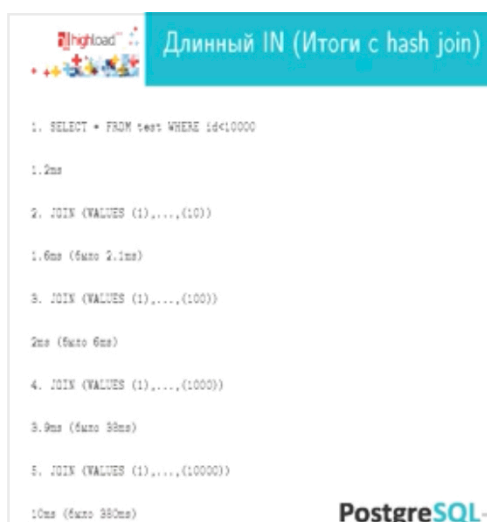 highload++
Длинный IN (Итоги с hash join)
1. SELECT * FROM test WHERE id<10000
1.2ms
2. JOIN (VALUES (1),...,(10))
1.6ms (было 2.1ms)
3. JOIN (VALUES (1),...,(100))
2ms (было 6ms)
4. JOIN (VALUES (1),...,(1000))
3.9ms (было 38ms)
5. JOIN (VALUES (1),...,(10000))
10ms (было 380ms)
PostgreSQL